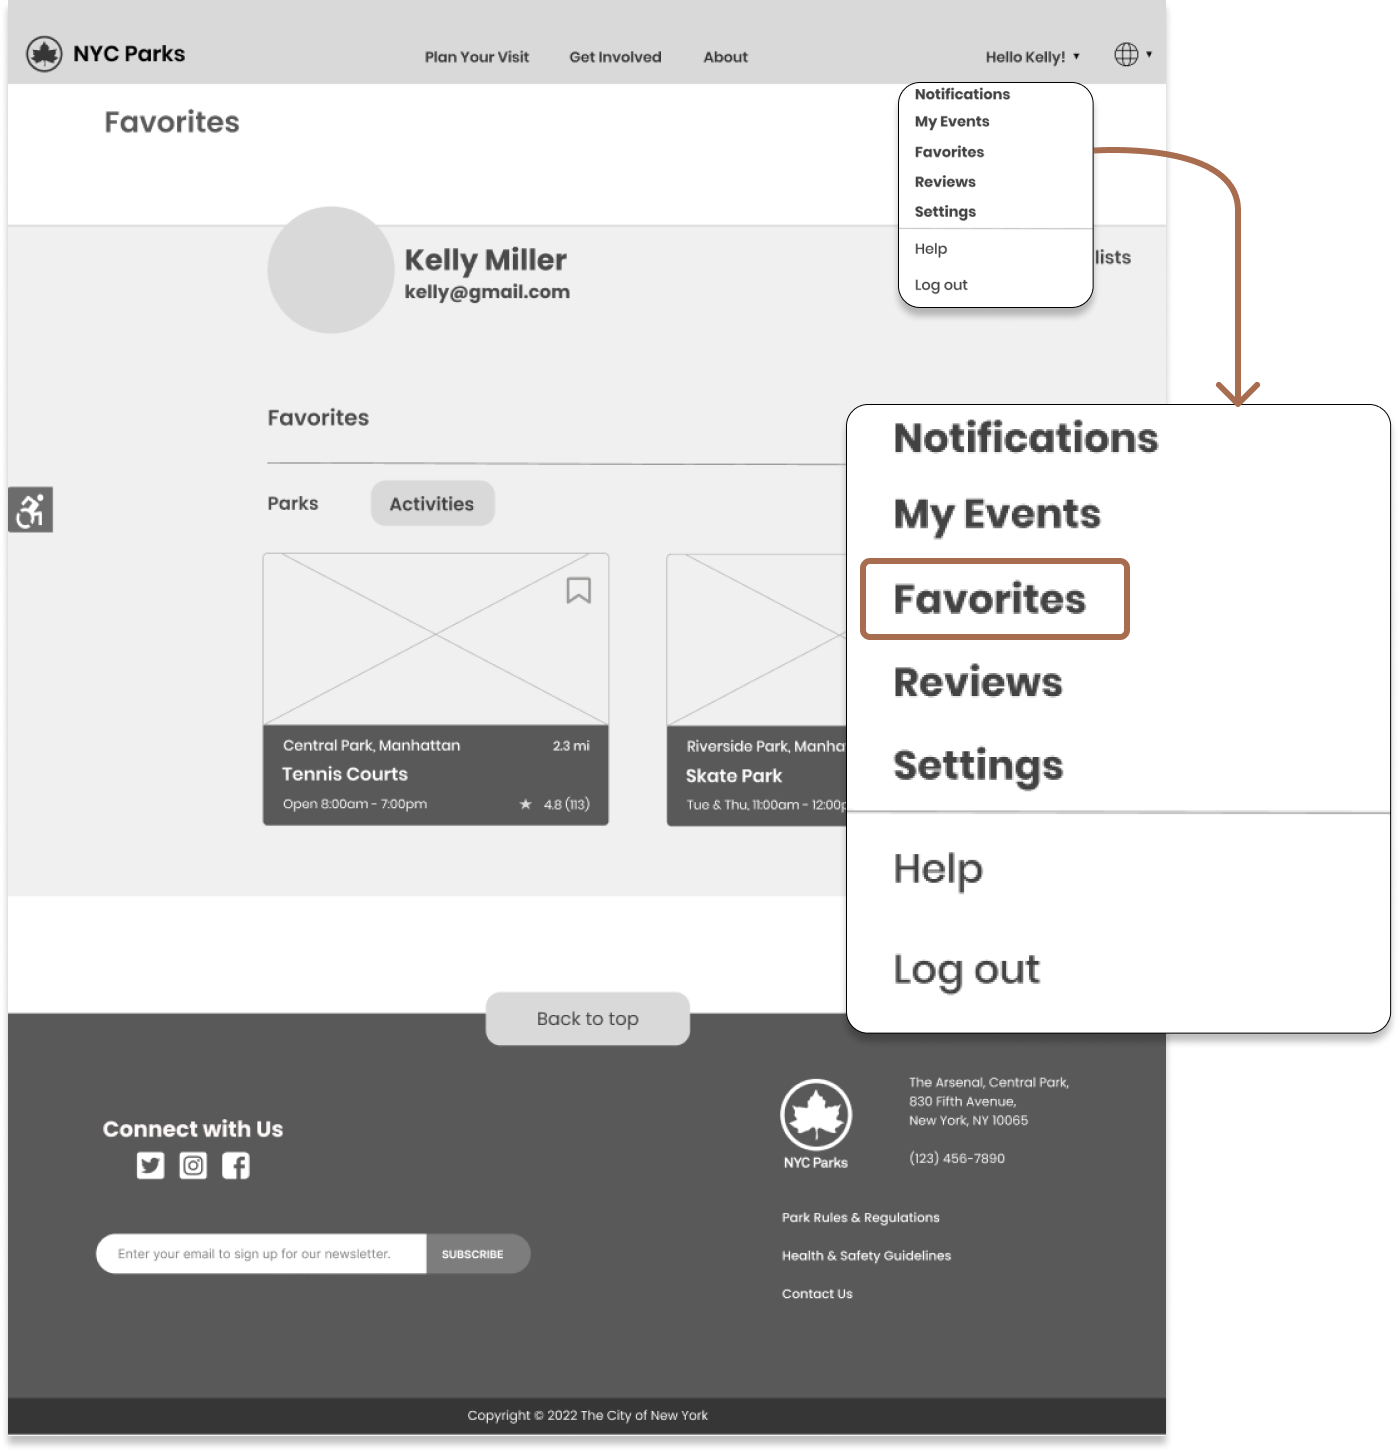 NYC Parks
Plan Your Visit
Get Involved
About
Hello Kelly!
Favorites
Notifications
My Events
Favorites
Reviews
Settings
Help
Log out
Kelly Miller
kelly@gmail.com
lists
Favorites
Parks
Activities
Central Park, Manhattan
2.3 mi
Tennis Courts
Open 8:00am - 7:00pm
★ 4.8 (113)
Riverside Park, Manha
Skate Park
Tue & Thu, 11:00am - 12:00p
Notifications
My Events
Favorites
Reviews
Settings
Help
Log out
Back to top
Connect with Us
Enter your email to sign up for our newsletter.
SUBSCRIBE
NYC Parks
The Arsenal, Central Park,
830 Fifth Avenue,
New York, NY 10065
(123) 456-7890
Park Rules & Regulations
Health & Safety Guidelines
Contact Us
Copyright © 2022 The City of New York